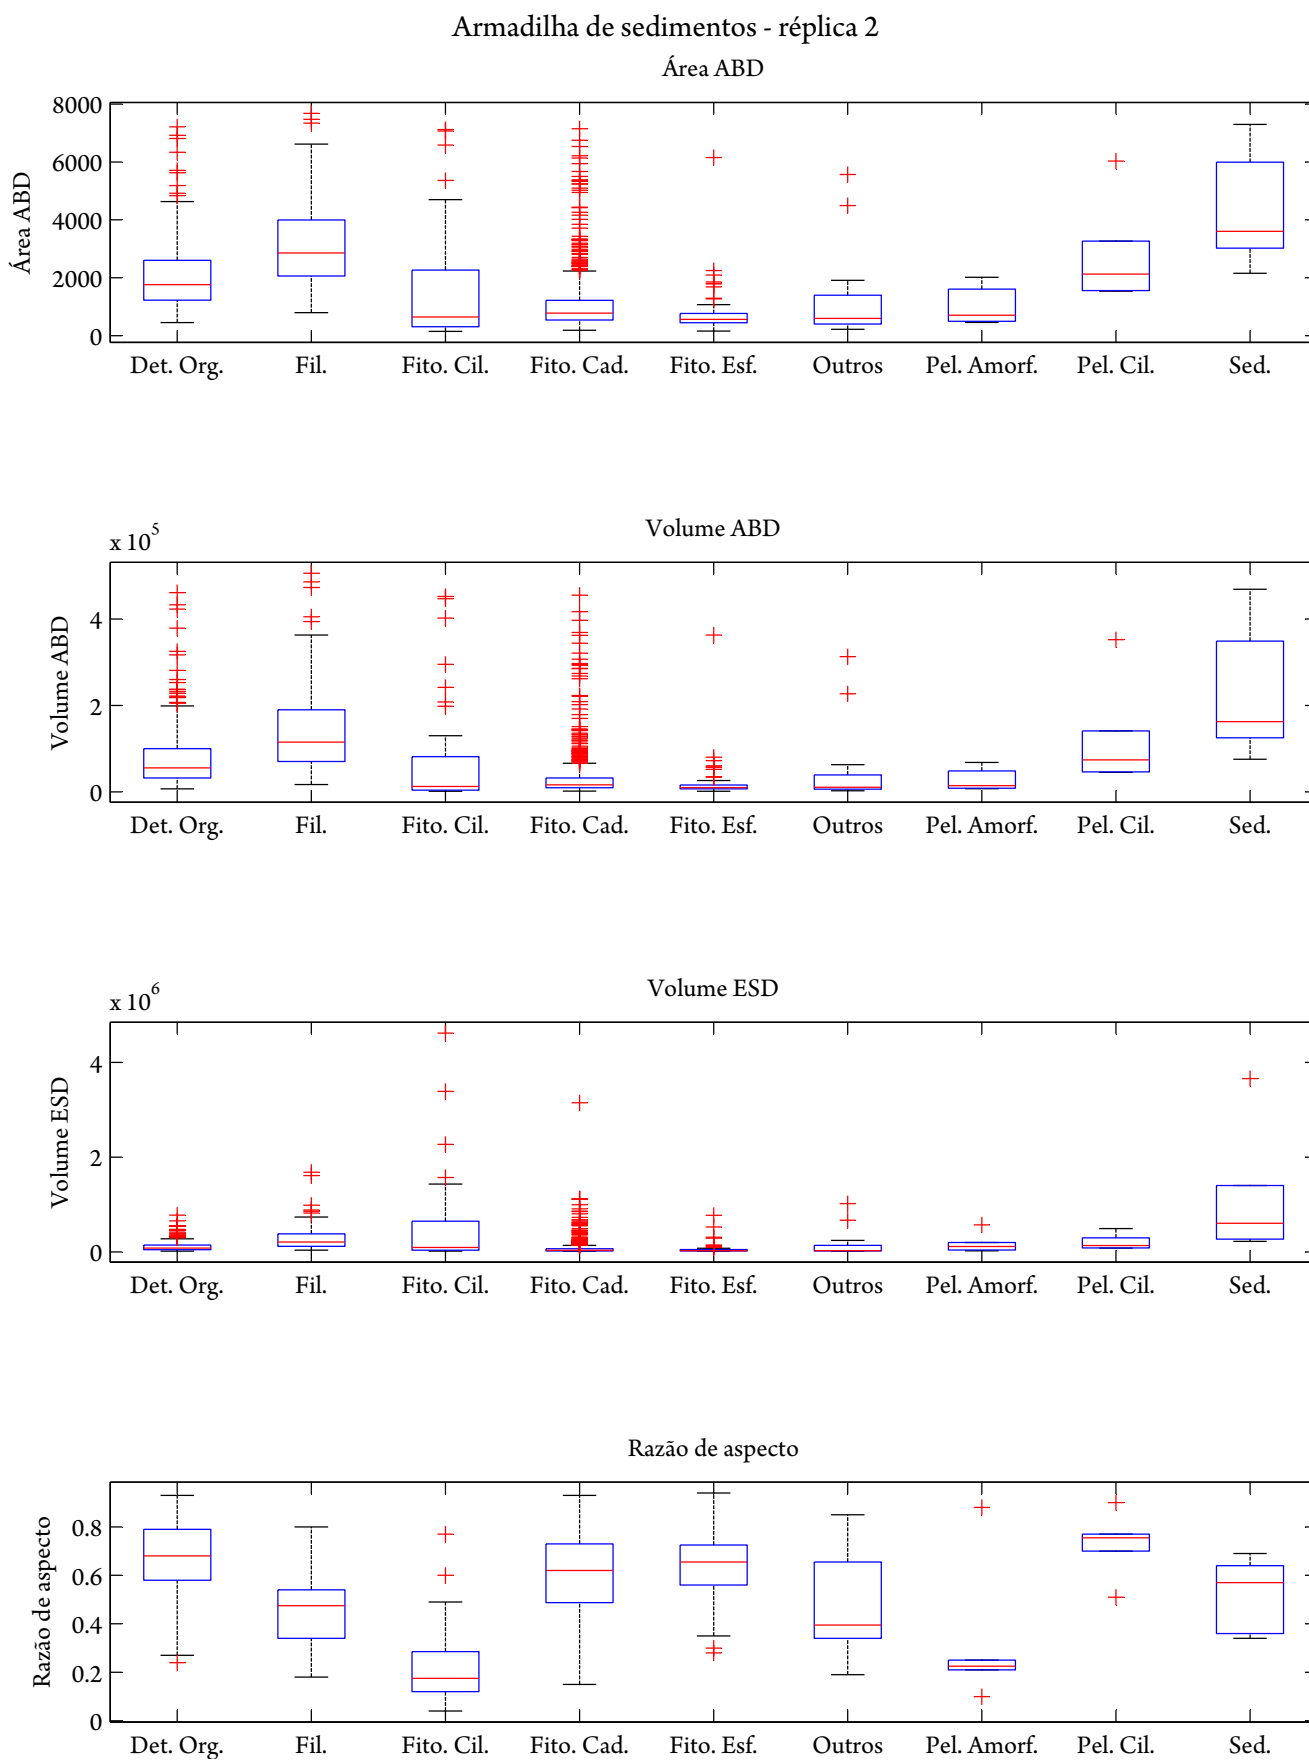 Armadilha de sedimentos - réplica 2
Área ABD
Área ABD
8000
6000
4000
2000
0
Det. Org. Fil. Fito. Cil. Fito. Cad. Fito. Esf. Outros Pel. Amorf. Pel. Cil. Sed.
Volume ABD
x 10^5
Volume ABD
4
2
0
Det. Org. Fil. Fito. Cil. Fito. Cad. Fito. Esf. Outros Pel. Amorf. Pel. Cil. Sed.
Volume ESD
x 10^6
Volume ESD
4
2
0
Det. Org. Fil. Fito. Cil. Fito. Cad. Fito. Esf. Outros Pel. Amorf. Pel. Cil. Sed.
Razão de aspecto
Razão de aspecto
0.8
0.6
0.4
0.2
0
Det. Org. Fil. Fito. Cil. Fito. Cad. Fito. Esf. Outros Pel. Amorf. Pel. Cil. Sed.